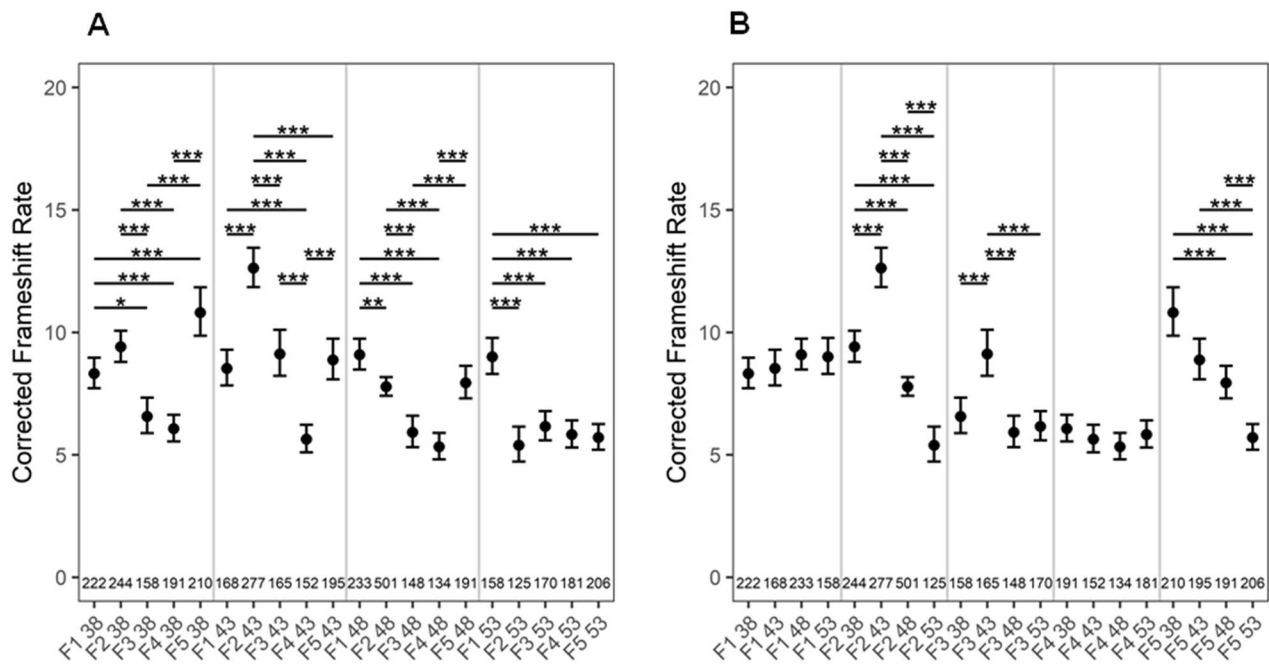 A
20
15
10
5
0
Corrected Frameshift Rate
***
*** *** ***
*** *** ***
*** *** ***
*** *** *** ***
*** *** *** ***
*** *** *** ***
* ** ***
222 244 158 191 210 168 277 165 152 195 233 501 148 134 191 158 125 170 181 206
F1 38 F2 38 F3 38 F4 38 F5 38 F1 43 F2 43 F3 43 F4 43 F5 43 F1 48 F2 48 F3 48 F4 48 F5 48 F1 53 F2 53 F3 53 F4 53 F5 53
B
20
15
10
5
0
Corrected Frameshift Rate
***
***
***
*** ***
*** ***
*** *** ***
*** ***
***
222 168 233 158 244 277 501 125 158 165 148 170 191 152 134 181 210 195 191 206
F1 38 F1 43 F1 48 F1 53 F2 38 F2 43 F2 48 F2 53 F3 38 F3 43 F3 48 F3 53 F4 38 F4 43 F4 48 F4 53 F5 38 F5 43 F5 48 F5 53